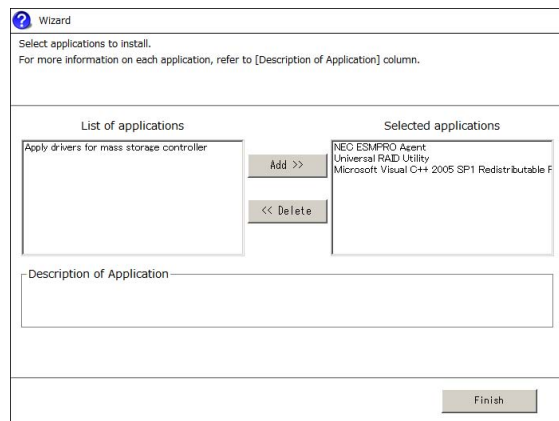 Wizard
Select applications to install.
For more information on each application, refer to [Description of Application] column.
List of applications
Apply drivers for mass storage controller
Add >>
<< Delete
Selected applications
NEC ESMPRO Agent
Universal RAID Utility
Microsoft Visual C++ 2005 SP1 Redistributable P
Description of Application
Finish